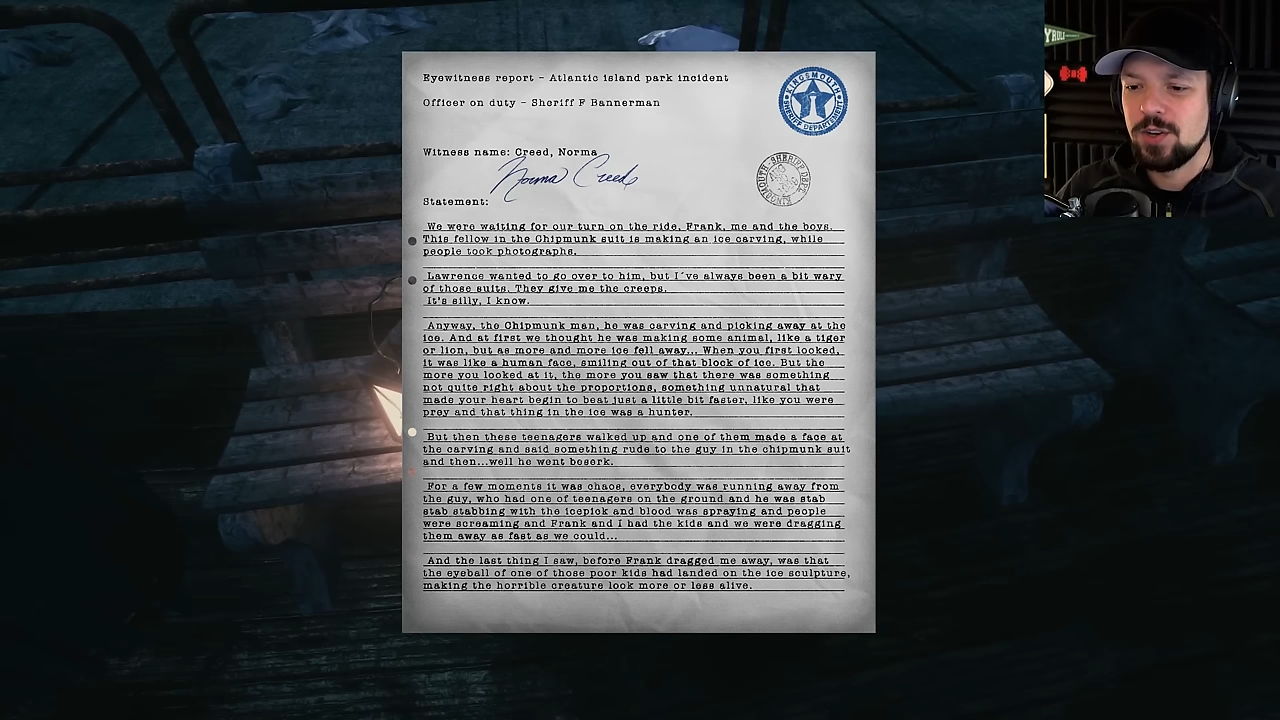 Eyewitness report - Atlantic island park incident
Officer on duty - Sheriff F Bannerman
KINGSMOUTH
SHERIFF DEPARTMENT
Witness name: Creed, Norma
Norma Creed
KINGSMOUTH SHERIFF DEPT
Statement:
We were waiting for our turn on the ride, Frank, me and the boys.
This fellow in the Chipmunk suit is making an ice carving, while
people took photographs.
Lawrence wanted to go over to him, but I´ve always been a bit wary
of those suits. They give me the creeps.
It's silly, I know.
Anyway, the Chipmunk man, he was carving and picking away at the
ice. And at first we thought he was making some animal, like a tiger
or lion, but as more and more ice fell away... When you first looked,
it was like a human face, smiling out of that block of ice. But the
more you looked at it, the more you saw that there was something
not quite right about the proportions, something unnatural that
made your heart begin to beat just a little bit faster, like you were
prey and that thing in the ice was a hunter.
But then these teenagers walked up and one of them made a face at
the carving and said something rude to the guy in the chipmunk suit
and then...well he went beserk.
For a few moments it was chaos, everybody was running away from
the guy, who had one of teenagers on the ground and he was stab
stab stabbing with the icepick and blood was spraying and people
were screaming and Frank and I had the kids and we were dragging
them away as fast as we could...
And the last thing I saw, before Frank dragged me away, was that
the eyeball of one of those poor kids had landed on the ice sculpture,
making the horrible creature look more or less alive.